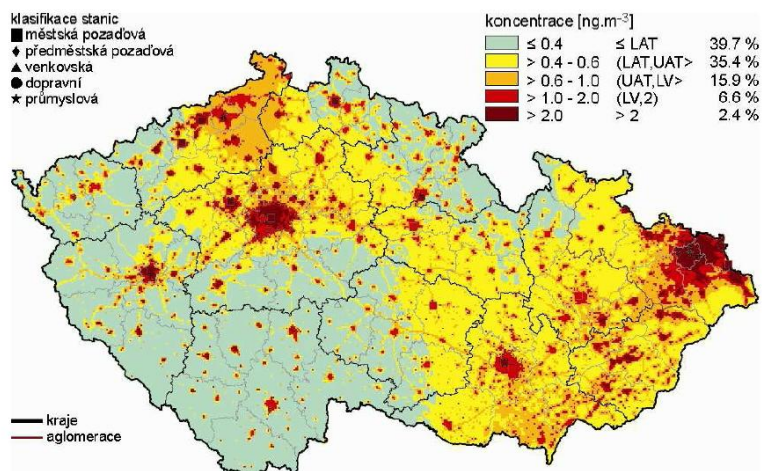 klasifikace stanic
městská pozaďová
předměstská pozaďová
venkovská
dopravní
průmyslová
koncentrace [ng.m⁻³]
≤ 0.4 ≤ LAT 39.7 %
> 0.4 - 0.6 (LAT,UAT> 35.4 %
> 0.6 - 1.0 (UAT,LV> 15.9 %
> 1.0 - 2.0 (LV,2) 6.6 %
> 2.0 > 2 2.4 %
kraje
aglomerace